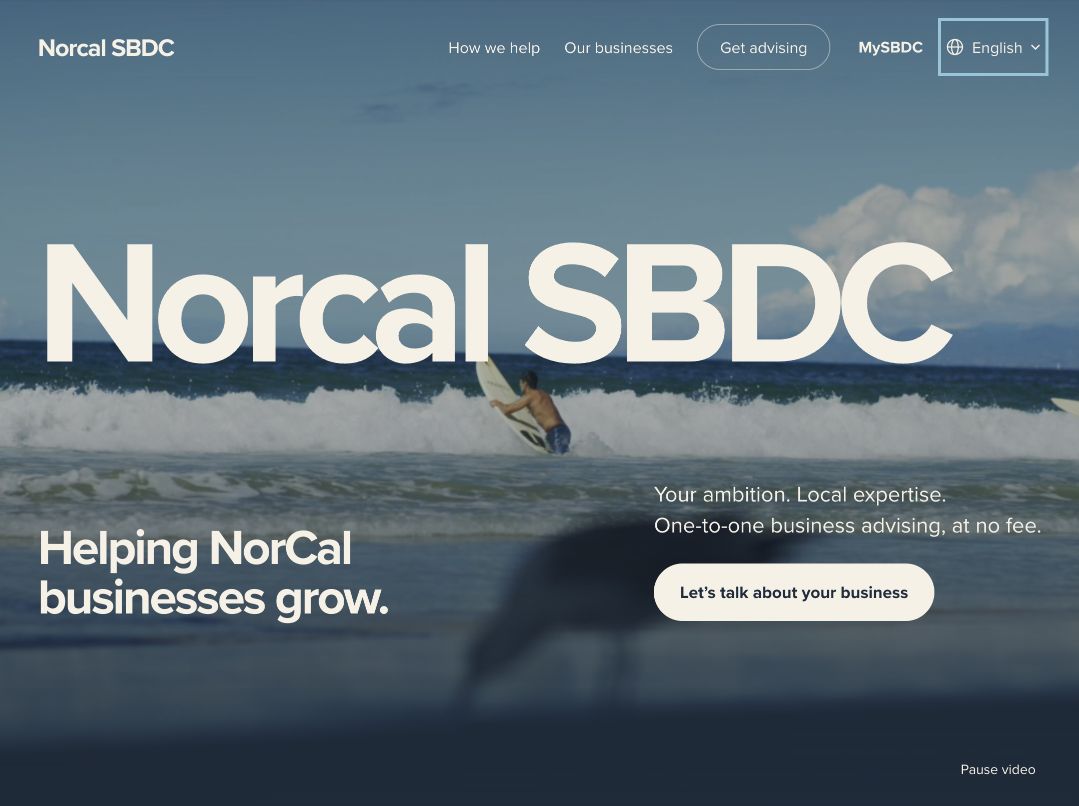 Norcal SBDC
How we help
Our businesses
Get advising
MySBDC
English
Norcal SBDC
Helping NorCal
businesses grow.
Your ambition. Local expertise.
One-to-one business advising, at no fee.
Let’s talk about your business
Pause video